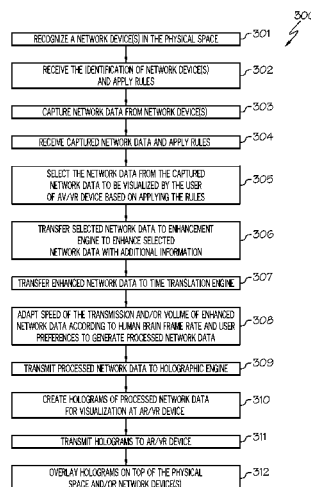 300
RECOGNIZE A NETWORK DEVICE(S) IN THE PHYSICAL SPACE
301
RECEIVE THE IDENTIFICATION OF NETWORK DEVICE(S)
AND APPLY RULES
302
CAPTURE NETWORK DATA FROM NETWORK DEVICE(S)
303
RECEIVE CAPTURED NETWORK DATA AND APPLY RULES
304
SELECT THE NETWORK DATA FROM THE CAPTURED
NETWORK DATA TO BE VISUALIZED BY THE USER
OF AV/VR DEVICE BASED ON APPLYING THE RULES
305
TRANSFER SELECTED NETWORK DATA TO ENHANCEMENT
ENGINE TO ENHANCE SELECTED
NETWORK DATA WITH ADDITIONAL INFORMATION
306
TRANSFER ENHANCED NETWORK DATA TO TIME TRANSLATION ENGINE
307
ADAPT SPEED OF THE TRANSMISSION AND/OR VOLUME OF ENHANCED
NETWORK DATA ACCORDING TO HUMAN BRAIN FRAME RATE AND USER
PREFERENCES TO GENERATE PROCESSED NETWORK DATA
308
TRANSMIT PROCESSED NETWORK DATA TO HOLOGRAPHIC ENGINE
309
CREATE HOLOGRAMS OF PROCESSED NETWORK DATA
FOR VISUALIZATION AT AR/VR DEVICE
310
TRANSMIT HOLOGRAMS TO AR/VR DEVICE
311
OVERLAY HOLOGRAMS ON TOP OF THE PHYSICAL
SPACE AND/OR NETWORK DEVICE(S)
312